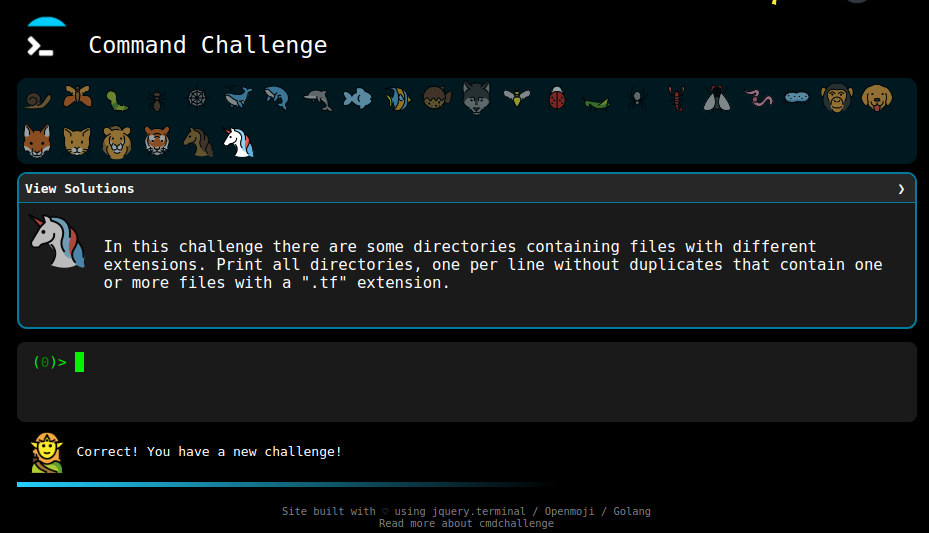 Command Challenge
View Solutions
In this challenge there are some directories containing files with different
extensions. Print all directories, one per line without duplicates that contain one
or more files with a ".tf" extension.
(0)>
Correct! You have a new challenge!
Site built with ♡ using jquery.terminal / Openmoji / Golang
Read more about cmdchallenge